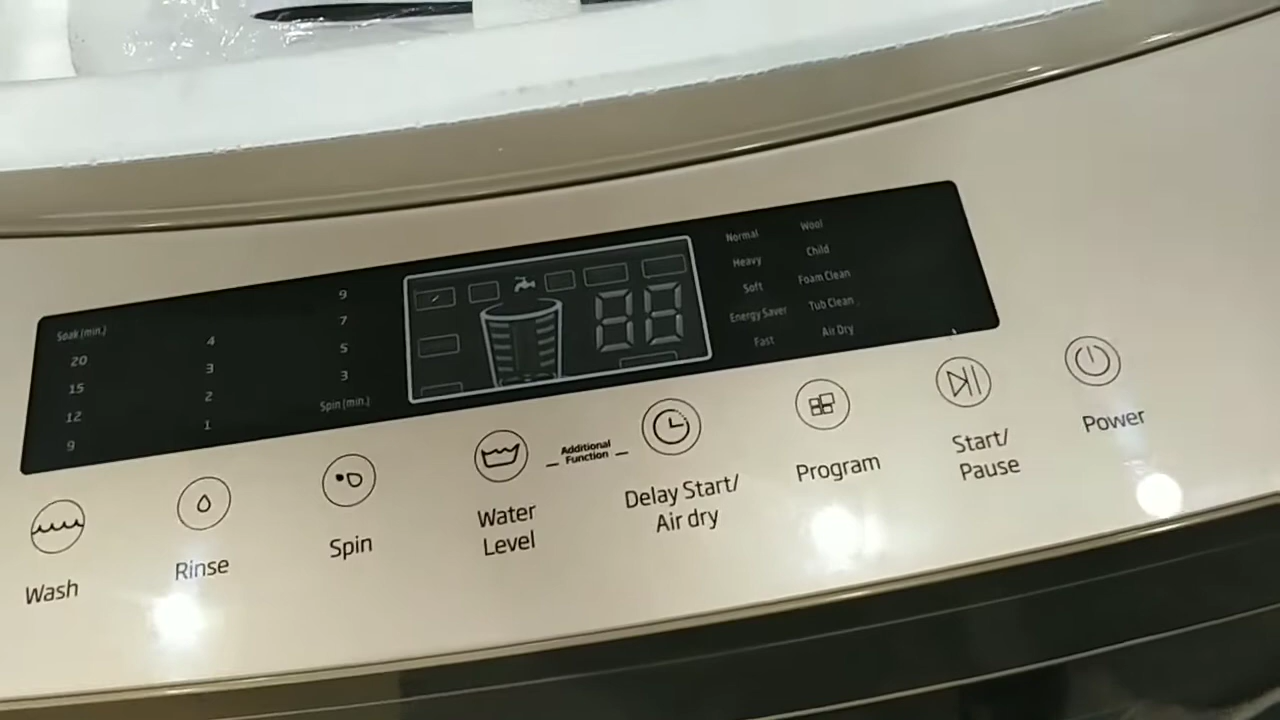 Soak (min.)
20
15
12
9
4
3
2
1
9
7
5
3
Spin (min.)
88
Normal
Heavy
Soft
Energy Saver
Fast
Wool
Child
Foam Clean
Tub Clean
Air Dry
Wash
Rinse
Spin
Water
Level
Additional
Function
Delay Start/
Air dry
Program
Start/
Pause
Power